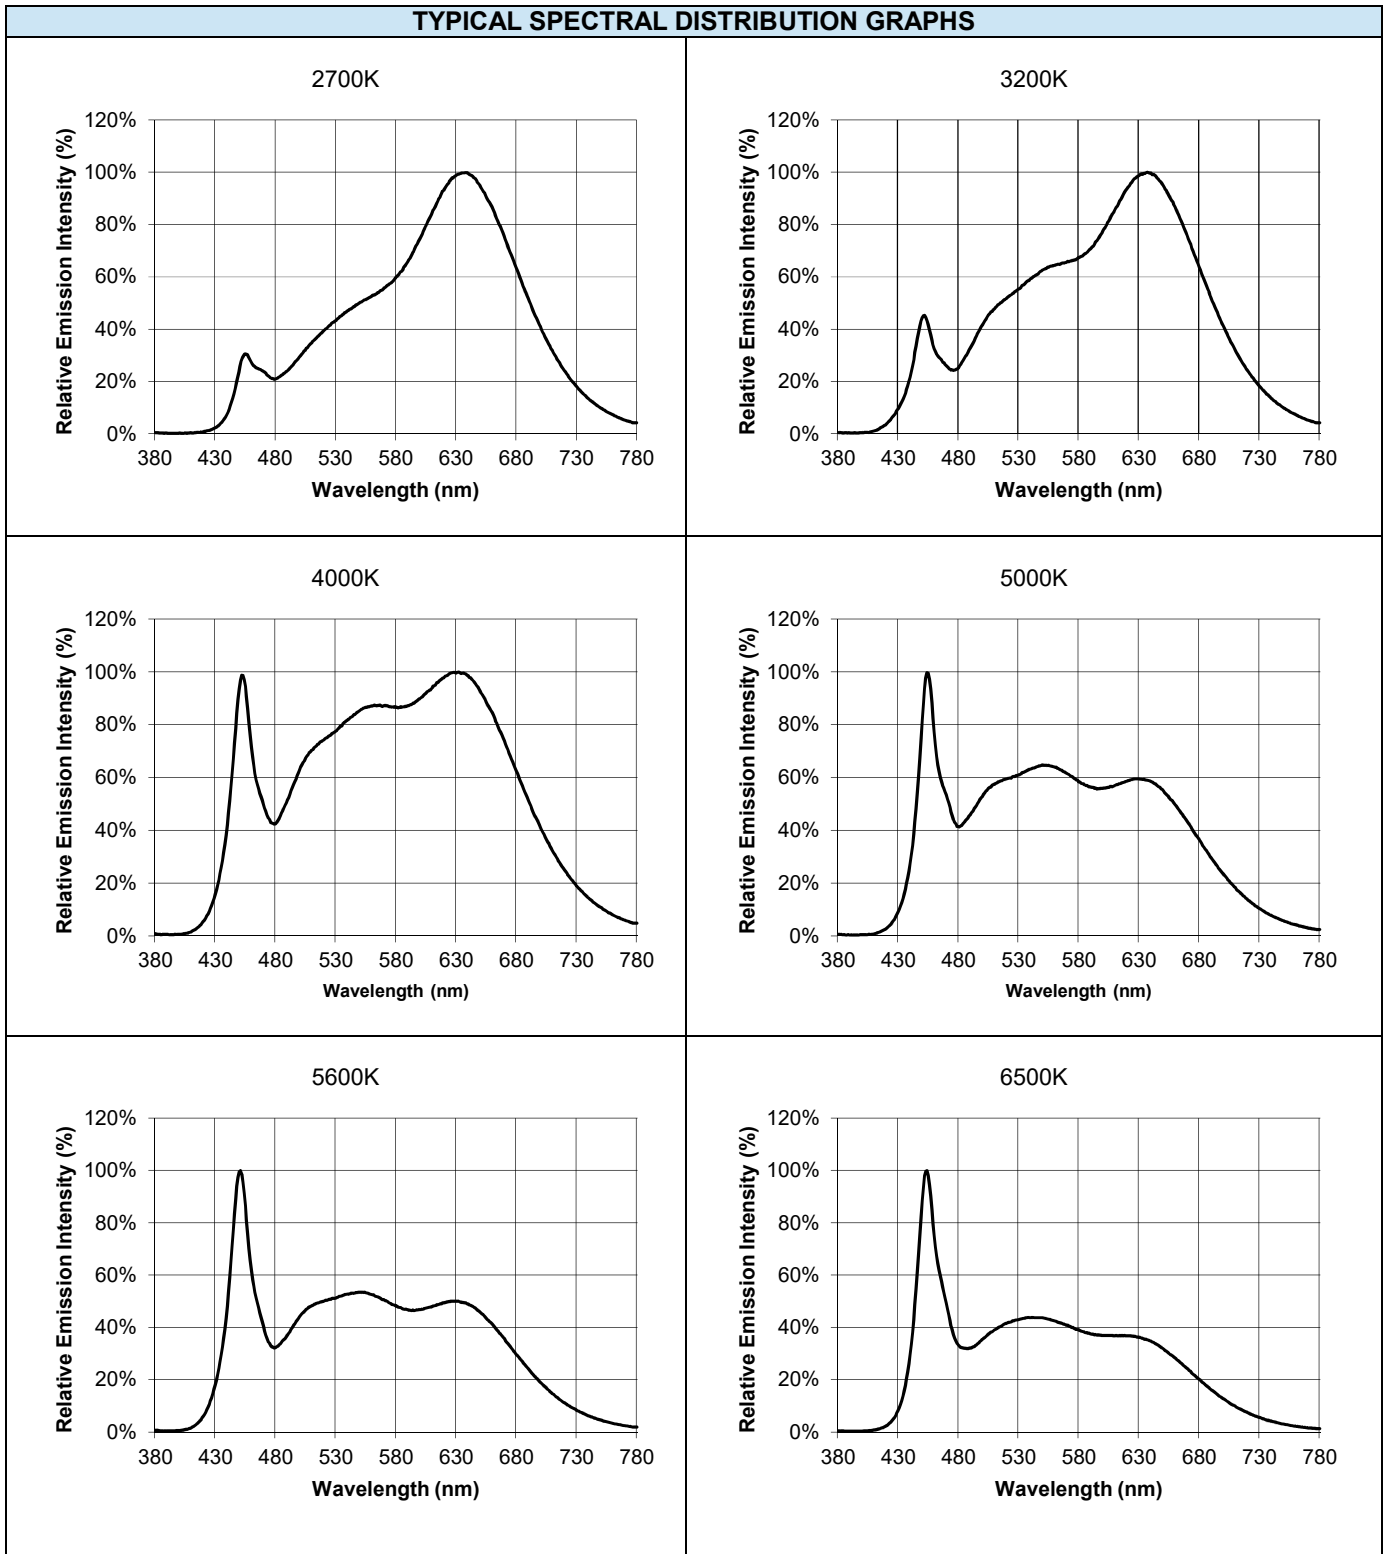 TYPICAL SPECTRAL DISTRIBUTION GRAPHS
2700K
Relative Emission Intensity (%)
120%
100%
80%
60%
40%
20%
0%
380 430 480 530 580 630 680 730 780
Wavelength (nm)
3200K
Relative Emission Intensity (%)
120%
100%
80%
60%
40%
20%
0%
380 430 480 530 580 630 680 730 780
Wavelength (nm)
4000K
Relative Emission Intensity (%)
120%
100%
80%
60%
40%
20%
0%
380 430 480 530 580 630 680 730 780
Wavelength (nm)
5000K
Relative Emission Intensity (%)
120%
100%
80%
60%
40%
20%
0%
380 430 480 530 580 630 680 730 780
Wavelength (nm)
5600K
Relative Emission Intensity (%)
120%
100%
80%
60%
40%
20%
0%
380 430 480 530 580 630 680 730 780
Wavelength (nm)
6500K
Relative Emission Intensity (%)
120%
100%
80%
60%
40%
20%
0%
380 430 480 530 580 630 680 730 780
Wavelength (nm)